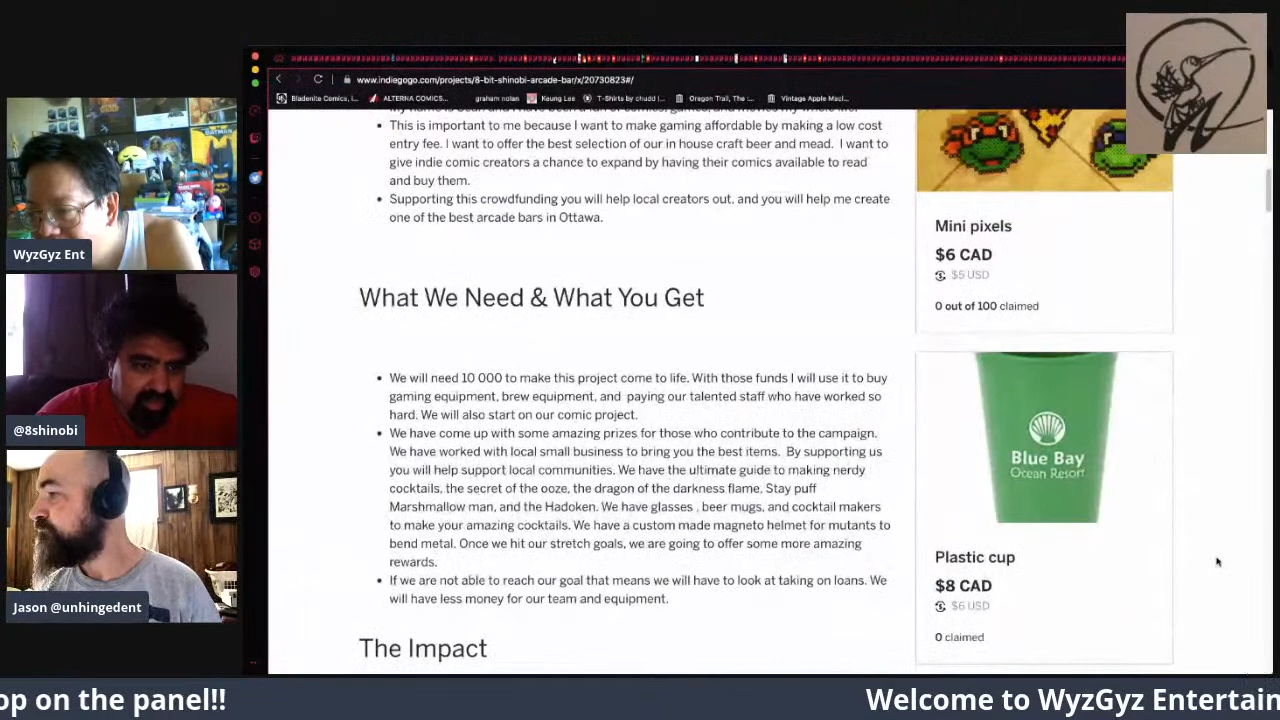 www.indiegogo.com/projects/8-bit-shinobi-arcade-bar/x/20730823#/
Bladenite Comics, I...
ALTERNA COMICS...
graham nolan
Keung Lee
T-Shirts by chudd |...
Oregon Trail, The :...
Vintage Apple Maci...
This is important to me because I want to make gaming affordable by making a low cost
entry fee. I want to offer the best selection of our in house craft beer and mead. I want to
give indie comic creators a chance to expand by having their comics available to read
and buy them.
Supporting this crowdfunding you will help local creators out, and you will help me create
one of the best arcade bars in Ottawa.
What We Need & What You Get
We will need 10 000 to make this project come to life. With those funds I will use it to buy
gaming equipment, brew equipment, and paying our talented staff who have worked so
hard. We will also start on our comic project.
We have come up with some amazing prizes for those who contribute to the campaign.
We have worked with local small business to bring you the best items. By supporting us
you will help support local communities. We have the ultimate guide to making nerdy
cocktails, the secret of the ooze, the dragon of the darkness flame, Stay puff
Marshmallow man, and the Hadoken. We have glasses , beer mugs, and cocktail makers
to make your amazing cocktails. We have a custom made magneto helmet for mutants to
bend metal. Once we hit our stretch goals, we are going to offer some more amazing
rewards.
If we are not able to reach our goal that means we will have to look at taking on loans. We
will have less money for our team and equipment.
The Impact
Mini pixels
$6 CAD
$5 USD
0 out of 100 claimed
Blue Bay
Ocean Resort
Plastic cup
$8 CAD
$6 USD
0 claimed
WyzGyz Ent
BATMAN
@8shinobi
Jason @unhingedent
op on the panel!!
Welcome to WyzGyz Entertain